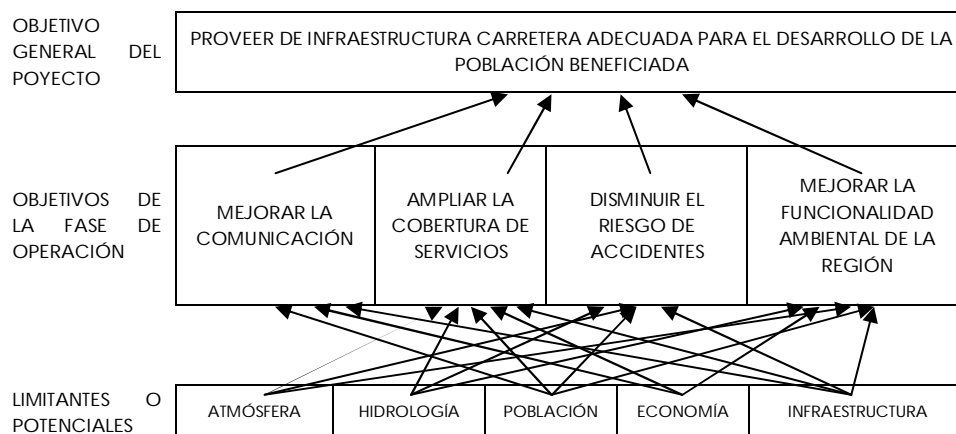 OBJETIVO
GENERAL DEL
POYECTO
PROVEER DE INFRAESTRUCTURA CARRETERA ADECUADA PARA EL DESARROLLO DE LA
POBLACIÓN BENEFICIADA
OBJETIVOS DE
LA FASE DE
OPERACIÓN
MEJORAR LA
COMUNICACIÓN
AMPLIAR LA
COBERTURA DE
SERVICIOS
DISMINUIR EL
RIESGO DE
ACCIDENTES
MEJORAR LA
FUNCIONALIDAD
AMBIENTAL DE LA
REGIÓN
LIMITANTES O
POTENCIALES
ATMÓSFERA
HIDROLOGÍA
POBLACIÓN
ECONOMÍA
INFRAESTRUCTURA